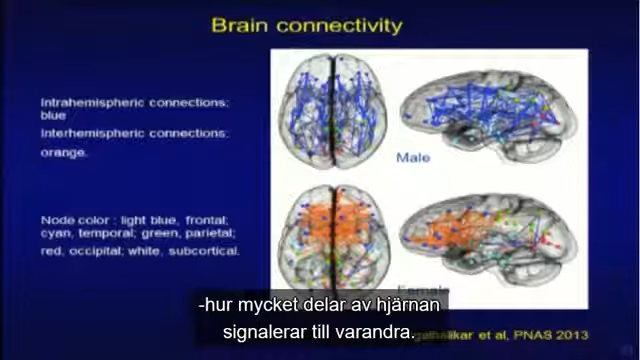 Brain connectivity
Intrahemispheric connections:
blue
Interhemispheric connections:
orange.
Male
Node color : light blue, frontal;
cyan, temporal; green, parietal;
red, occipital; white, subcortical.
Female
-hur mycket delar av hjärnan
signalerar till varandra.
et al, PNAS 2013